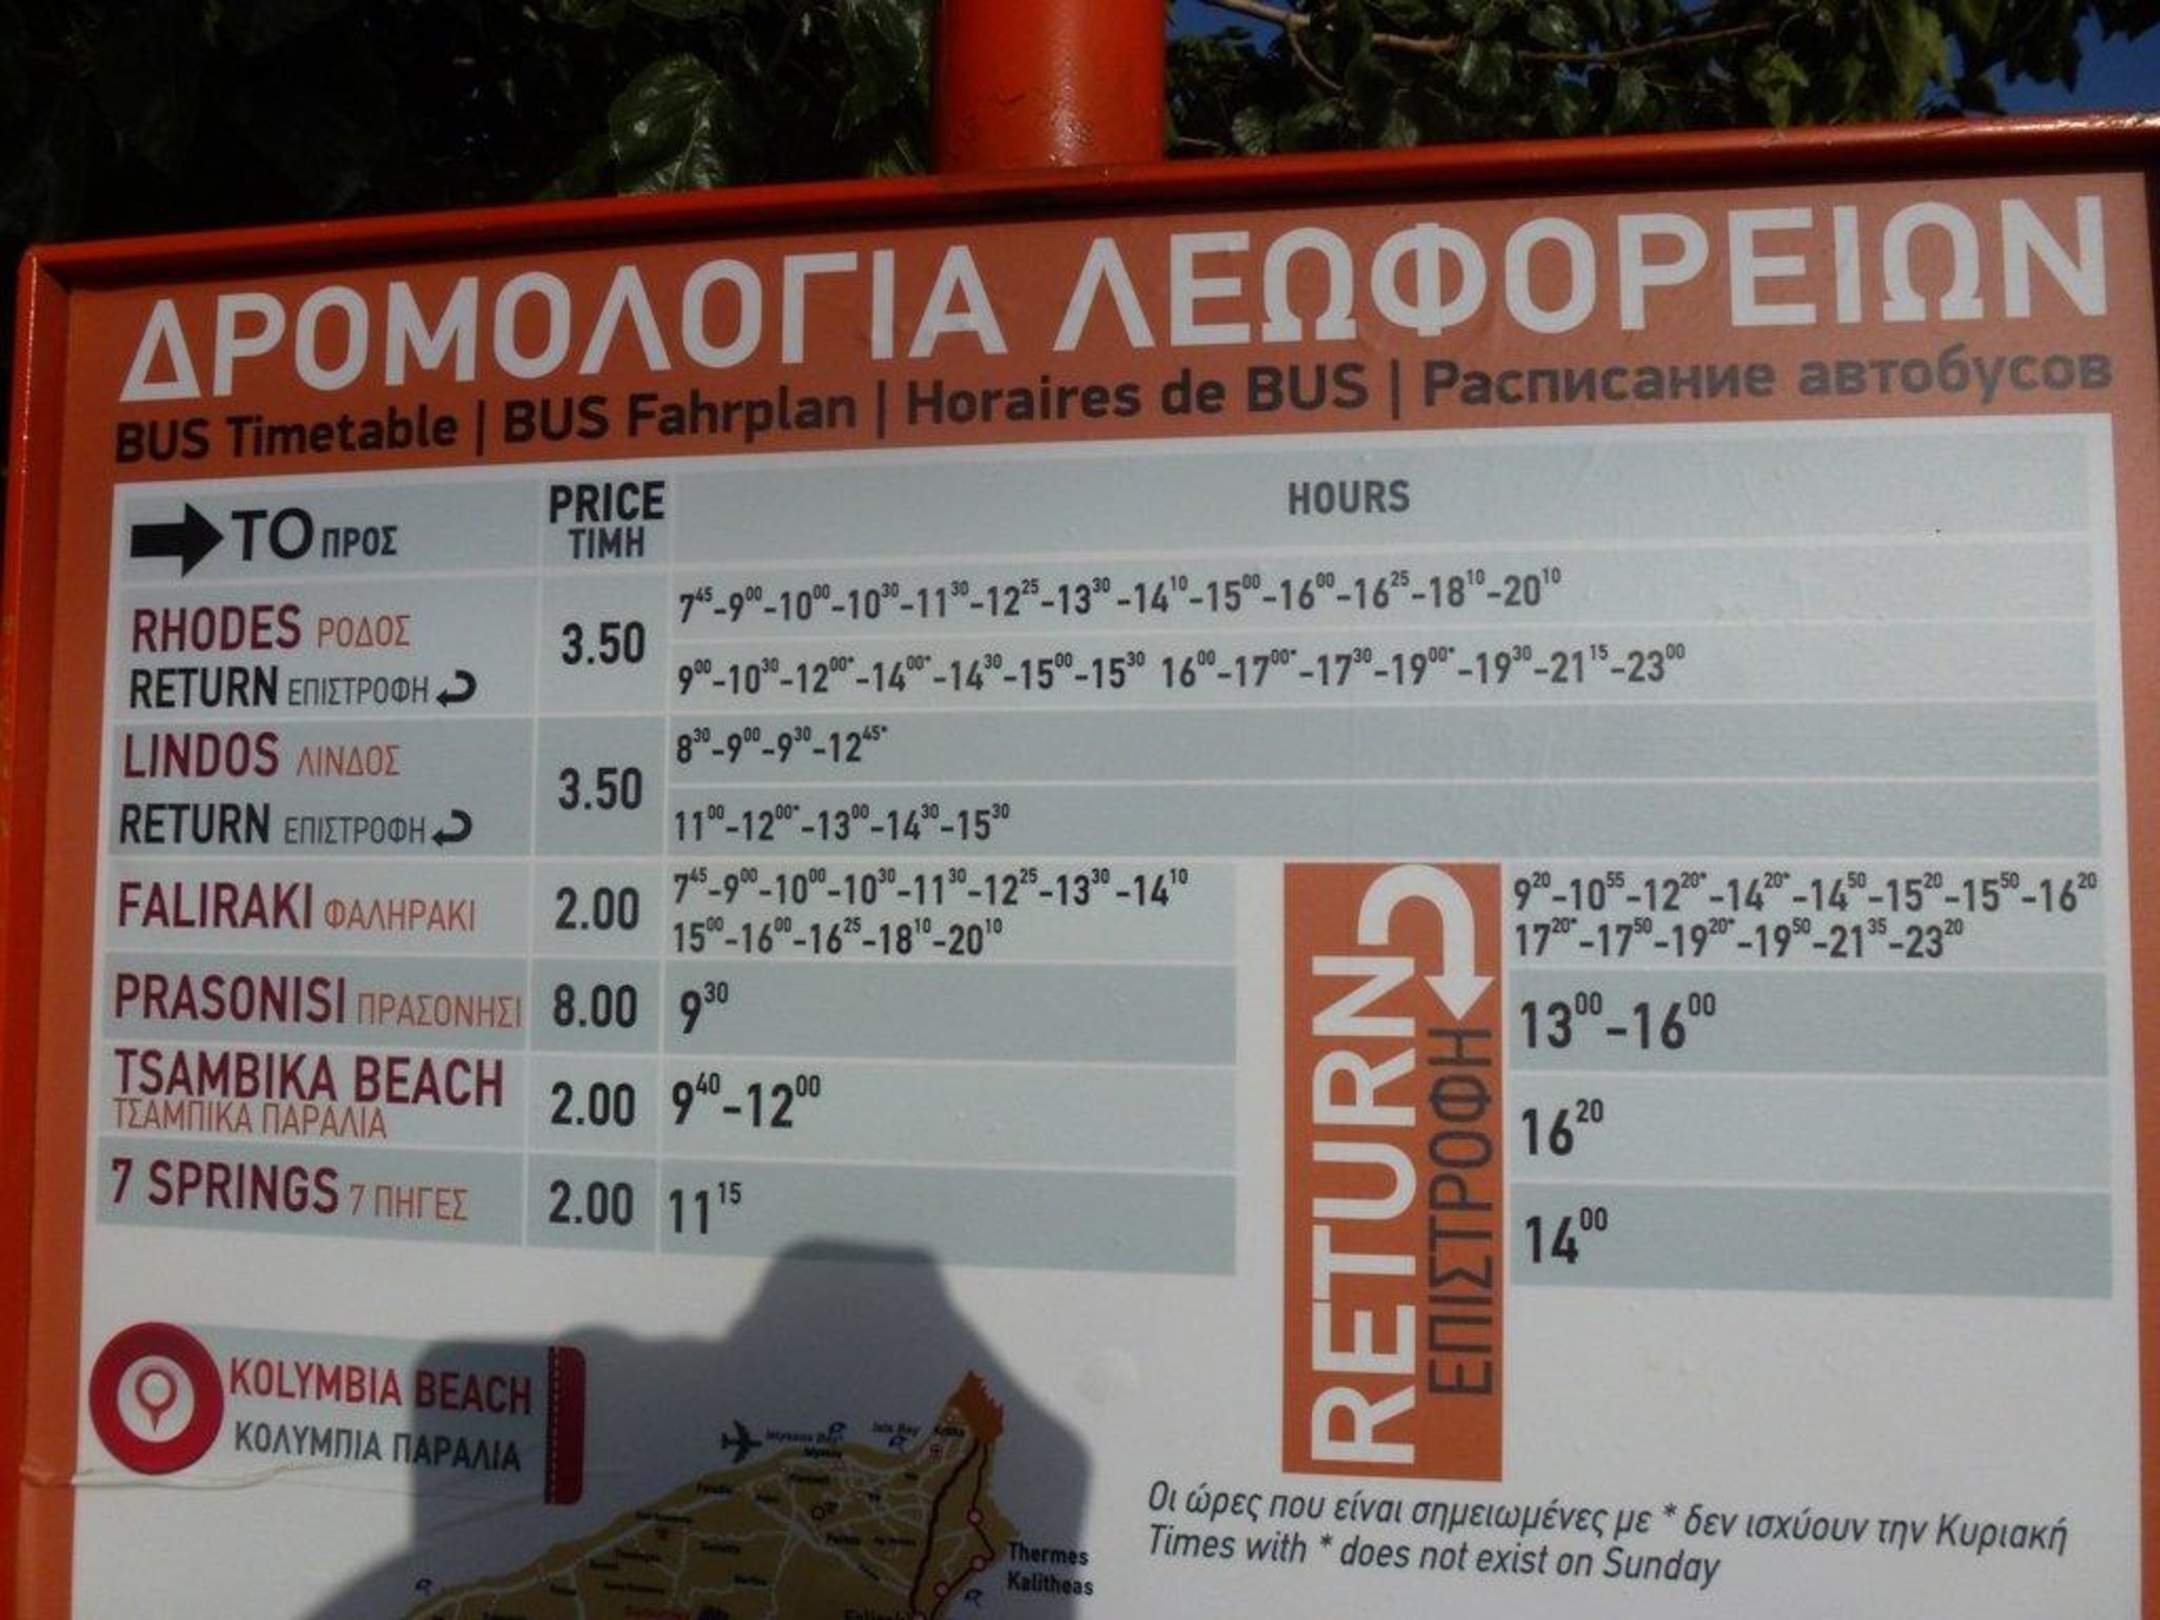 ΔΡΟΜΟΛΟΓΙΑ ΛΕΩΦΟΡΕΙΩΝ
BUS Timetable | BUS Fahrplan | Horaires de BUS | Расписание автобусов
TO ΠΡΟΣ
PRICE
ΤΙΜΗ
HOURS
RHODES ΡΟΔΟΣ
RETURN ΕΠΙΣΤΡΟΦΗ
3.50
7⁴⁵-9⁰⁰-10⁰⁰-10³⁰-11³⁰-12²⁵-13³⁰-14¹⁰-15⁰⁰-16⁰⁰-16²⁵-18¹⁰-20¹⁰
9⁰⁰-10³⁰-12⁰⁰*-14⁰⁰*-14³⁰-15⁰⁰-15³⁰ 16⁰⁰-17⁰⁰*-17³⁰-19⁰⁰*-19³⁰-21¹⁵-23⁰⁰
LINDOS ΛΙΝΔΟΣ
RETURN ΕΠΙΣΤΡΟΦΗ
3.50
8³⁰-9⁰⁰-9³⁰-12⁴⁵*
11⁰⁰-12⁰⁰*-13⁰⁰-14³⁰-15³⁰
FALIRAKI ΦΑΛΗΡΑΚΙ
2.00
7⁴⁵-9⁰⁰-10⁰⁰-10³⁰-11³⁰-12²⁵-13³⁰-14¹⁰
15⁰⁰-16⁰⁰-16²⁵-18¹⁰-20¹⁰
9²⁰-10⁵⁵-12²⁰*-14²⁰*-14⁵⁰-15²⁰-15⁵⁰-16²⁰
17²⁰*-17⁵⁰-19²⁰*-19⁵⁰-21³⁵-23²⁰
PRASONISI ΠΡΑΣΟΝΗΣΙ
8.00
9³⁰
13⁰⁰-16⁰⁰
TSAMBIKA BEACH
ΤΣΑΜΠΙΚΑ ΠΑΡΑΛΙΑ
2.00
9⁴⁰-12⁰⁰
16²⁰
7 SPRINGS 7 ΠΗΓΕΣ
2.00
11¹⁵
14⁰⁰
RETURN
ΕΠΙΣΤΡΟΦΗ
KOLYMBIA BEACH
ΚΟΛΥΜΠΙΑ ΠΑΡΑΛΙΑ
Οι ώρες που είναι σημειωμένες με * δεν ισχύουν την Κυριακή
Times with * does not exist on Sunday
Thermes
Kalitheas